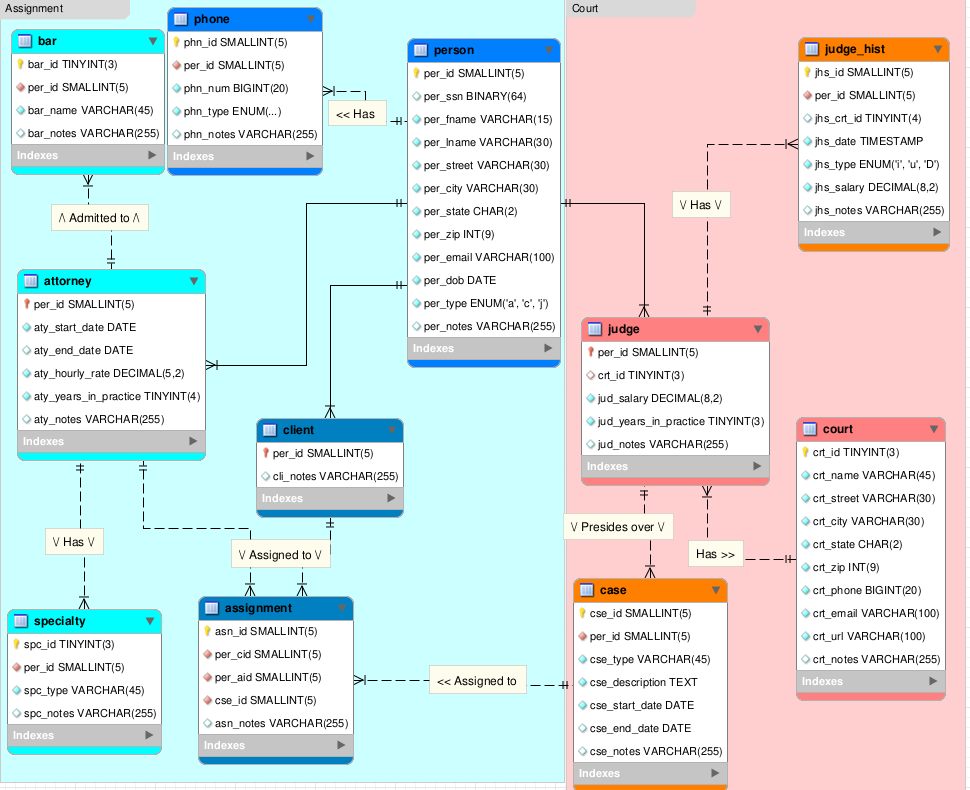 Assignment
Court
bar
bar_id TINYINT(3)
per_id SMALLINT(5)
bar_name VARCHAR(45)
bar_notes VARCHAR(255)
Indexes
phone
phn_id SMALLINT(5)
per_id SMALLINT(5)
phn_num BIGINT(20)
phn_type ENUM(...)
phn_notes VARCHAR(255)
Indexes
<< Has
person
per_id SMALLINT(5)
per_ssn BINARY(64)
per_fname VARCHAR(15)
per_lname VARCHAR(30)
per_street VARCHAR(30)
per_city VARCHAR(30)
per_state CHAR(2)
per_zip INT(9)
per_email VARCHAR(100)
per_dob DATE
per_type ENUM('a', 'c', 'j')
per_notes VARCHAR(255)
Indexes
judge_hist
jhs_id SMALLINT(5)
per_id SMALLINT(5)
jhs_crt_id TINYINT(4)
jhs_date TIMESTAMP
jhs_type ENUM('i', 'u', 'D')
jhs_salary DECIMAL(8,2)
jhs_notes VARCHAR(255)
Indexes
/\ Admitted to /\
\/ Has \/
attorney
per_id SMALLINT(5)
aty_start_date DATE
aty_end_date DATE
aty_hourly_rate DECIMAL(5,2)
aty_years_in_practice TINYINT(4)
aty_notes VARCHAR(255)
Indexes
judge
per_id SMALLINT(5)
crt_id TINYINT(3)
jud_salary DECIMAL(8,2)
jud_years_in_practice TINYINT(3)
jud_notes VARCHAR(255)
Indexes
client
per_id SMALLINT(5)
cli_notes VARCHAR(255)
Indexes
court
crt_id TINYINT(3)
crt_name VARCHAR(45)
crt_street VARCHAR(30)
crt_city VARCHAR(30)
crt_state CHAR(2)
crt_zip INT(9)
crt_phone BIGINT(20)
crt_email VARCHAR(100)
crt_url VARCHAR(100)
crt_notes VARCHAR(255)
Indexes
\/ Has \/
\/ Assigned to \/
\/ Presides over \/
Has >>
specialty
spc_id TINYINT(3)
per_id SMALLINT(5)
spc_type VARCHAR(45)
spc_notes VARCHAR(255)
Indexes
assignment
asn_id SMALLINT(5)
per_cid SMALLINT(5)
per_aid SMALLINT(5)
cse_id SMALLINT(5)
asn_notes VARCHAR(255)
Indexes
<< Assigned to
case
cse_id SMALLINT(5)
per_id SMALLINT(5)
cse_type VARCHAR(45)
cse_description TEXT
cse_start_date DATE
cse_end_date DATE
cse_notes VARCHAR(255)
Indexes